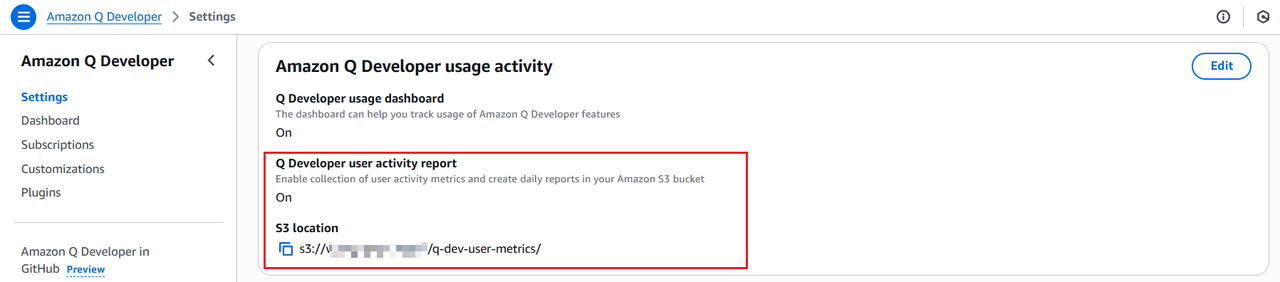 Amazon Q Developer > Settings
Amazon Q Developer
Settings
Dashboard
Subscriptions
Customizations
Plugins
Amazon Q Developer in
GitHub Preview
Amazon Q Developer usage activity
Edit
Q Developer usage dashboard
The dashboard can help you track usage of Amazon Q Developer features
On
Q Developer user activity report
Enable collection of user activity metrics and create daily reports in your Amazon S3 bucket
On
S3 location
s3:// /q-dev-user-metrics/